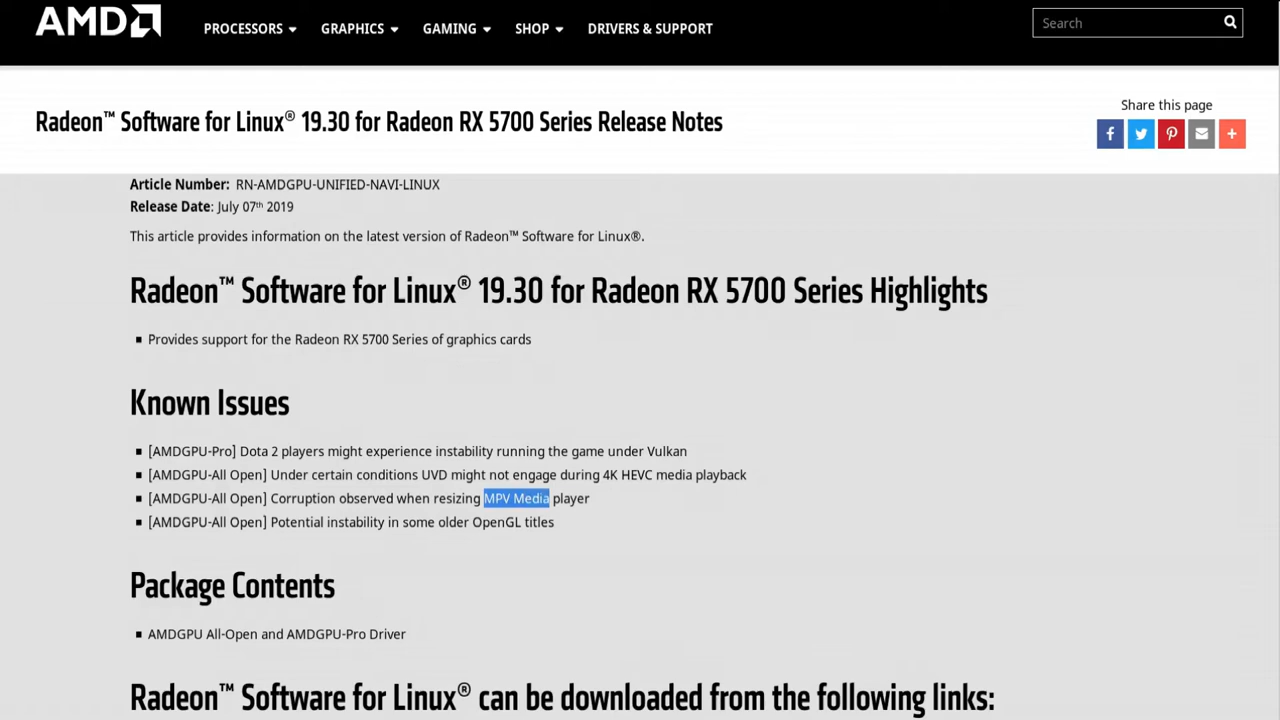 AMD
PROCESSORS GRAPHICS GAMING SHOP DRIVERS & SUPPORT
Search
Radeon™ Software for Linux® 19.30 for Radeon RX 5700 Series Release Notes
Share this page
Article Number: RN-AMDGPU-UNIFIED-NAVI-LINUX
Release Date: July 07th 2019
This article provides information on the latest version of Radeon™ Software for Linux®.
Radeon™ Software for Linux® 19.30 for Radeon RX 5700 Series Highlights
▪ Provides support for the Radeon RX 5700 Series of graphics cards
Known Issues
▪ [AMDGPU-Pro] Dota 2 players might experience instability running the game under Vulkan
▪ [AMDGPU-All Open] Under certain conditions UVD might not engage during 4K HEVC media playback
▪ [AMDGPU-All Open] Corruption observed when resizing MPV Media player
▪ [AMDGPU-All Open] Potential instability in some older OpenGL titles
Package Contents
▪ AMDGPU All-Open and AMDGPU-Pro Driver
Radeon™ Software for Linux® can be downloaded from the following links: